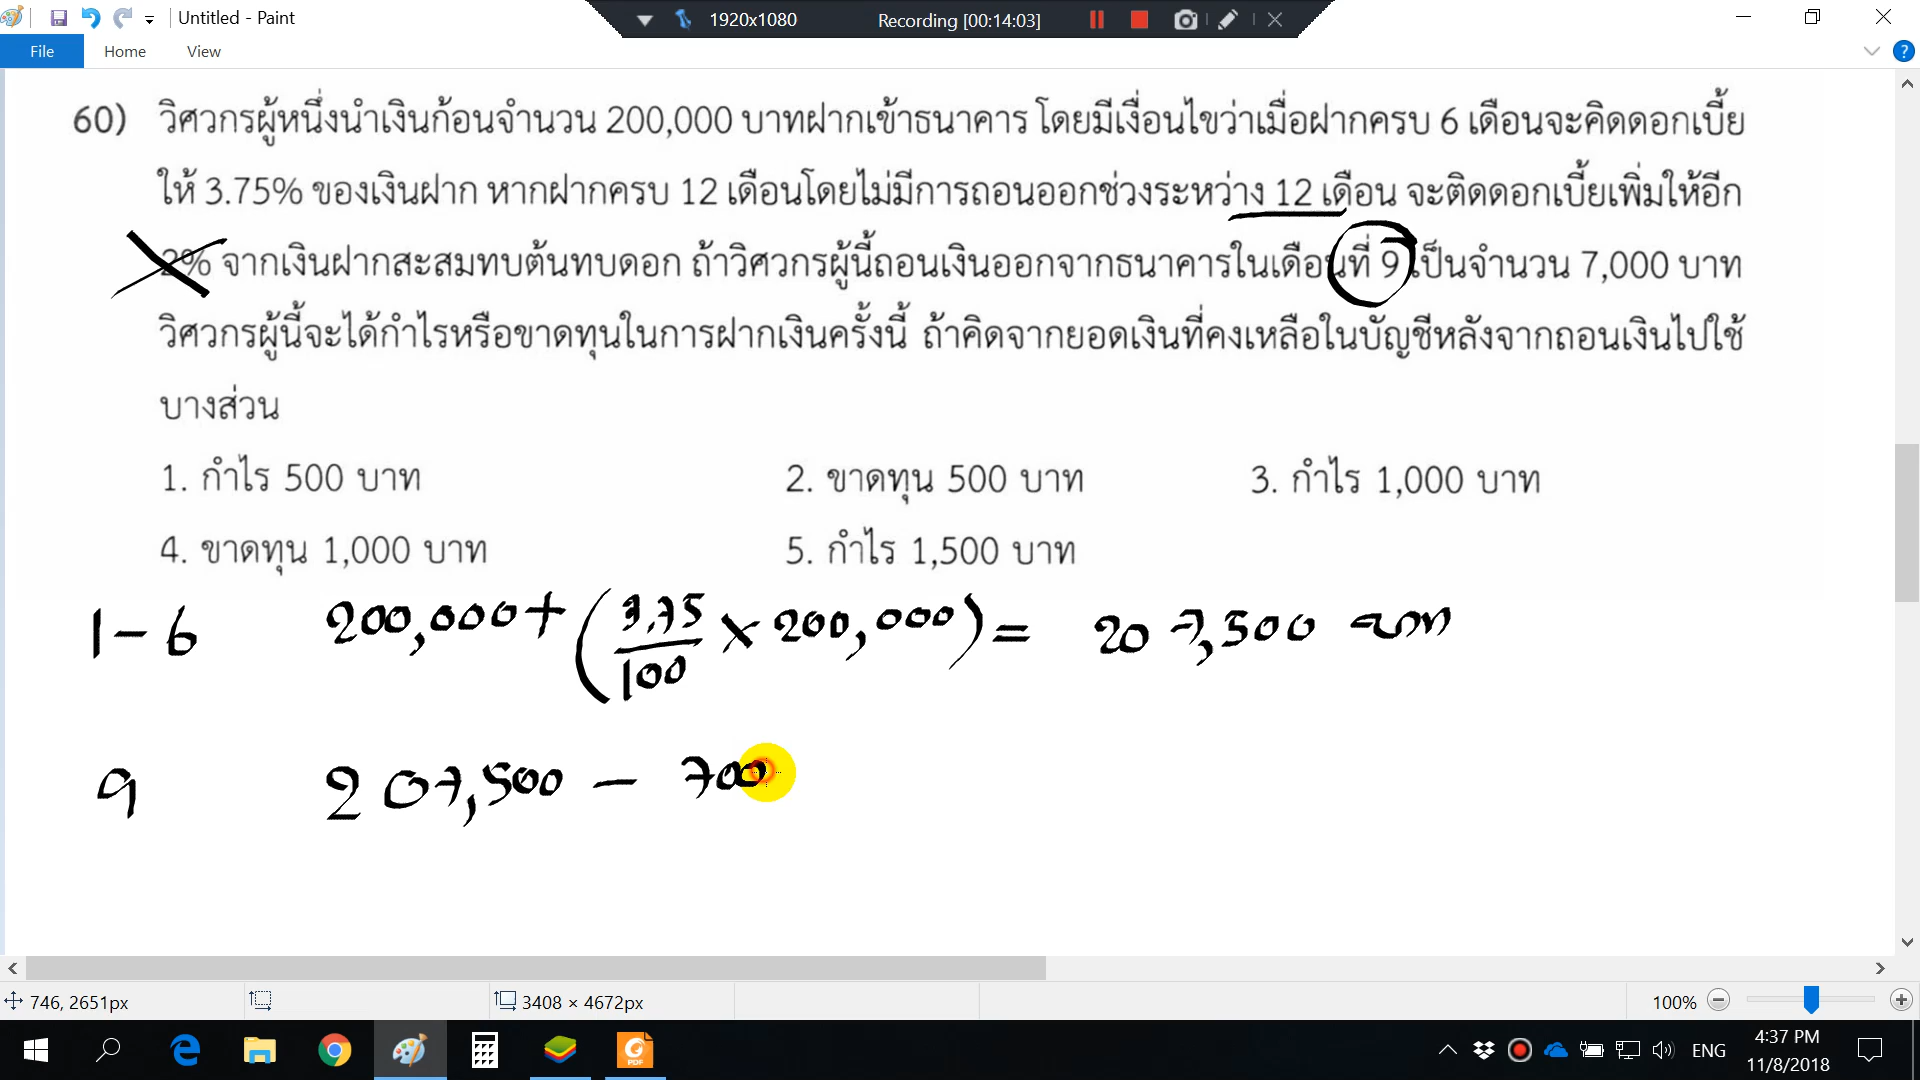 Untitled - Paint
1920x1080
Recording [00:14:03]
File
Home
View
60) วิศวกรผู้หนึ่งนำเงินก้อนจำนวน 200,000 บาทฝากเข้าธนาคาร โดยมีเงื่อนไขว่าเมื่อฝากครบ 6 เดือนจะคิดดอกเบี้ย
ให้ 3.75% ของเงินฝาก หากฝากครบ 12 เดือนโดยไม่มีการถอนออกช่วงระหว่าง 12 เดือน จะติดดอกเบี้ยเพิ่มให้อีก
2% จากเงินฝากสะสมทบต้นทบดอก ถ้าวิศวกรผู้นี้ถอนเงินออกจากธนาคารในเดือนที่ 9 เป็นจำนวน 7,000 บาท
วิศวกรผู้นี้จะได้กำไรหรือขาดทุนในการฝากเงินครั้งนี้ ถ้าคิดจากยอดเงินที่คงเหลือในบัญชีหลังจากถอนเงินไปใช้
บางส่วน
1. กำไร 500 บาท
2. ขาดทุน 500 บาท
3. กำไร 1,000 บาท
4. ขาดทุน 1,000 บาท
5. กำไร 1,500 บาท
1-6 200,000 + (3.75/100 × 200,000) = 207,500 บาท
9 207,500 - 700
746, 2651px
3408 × 4672px
100%
PDF
ENG
4:37 PM
11/8/2018